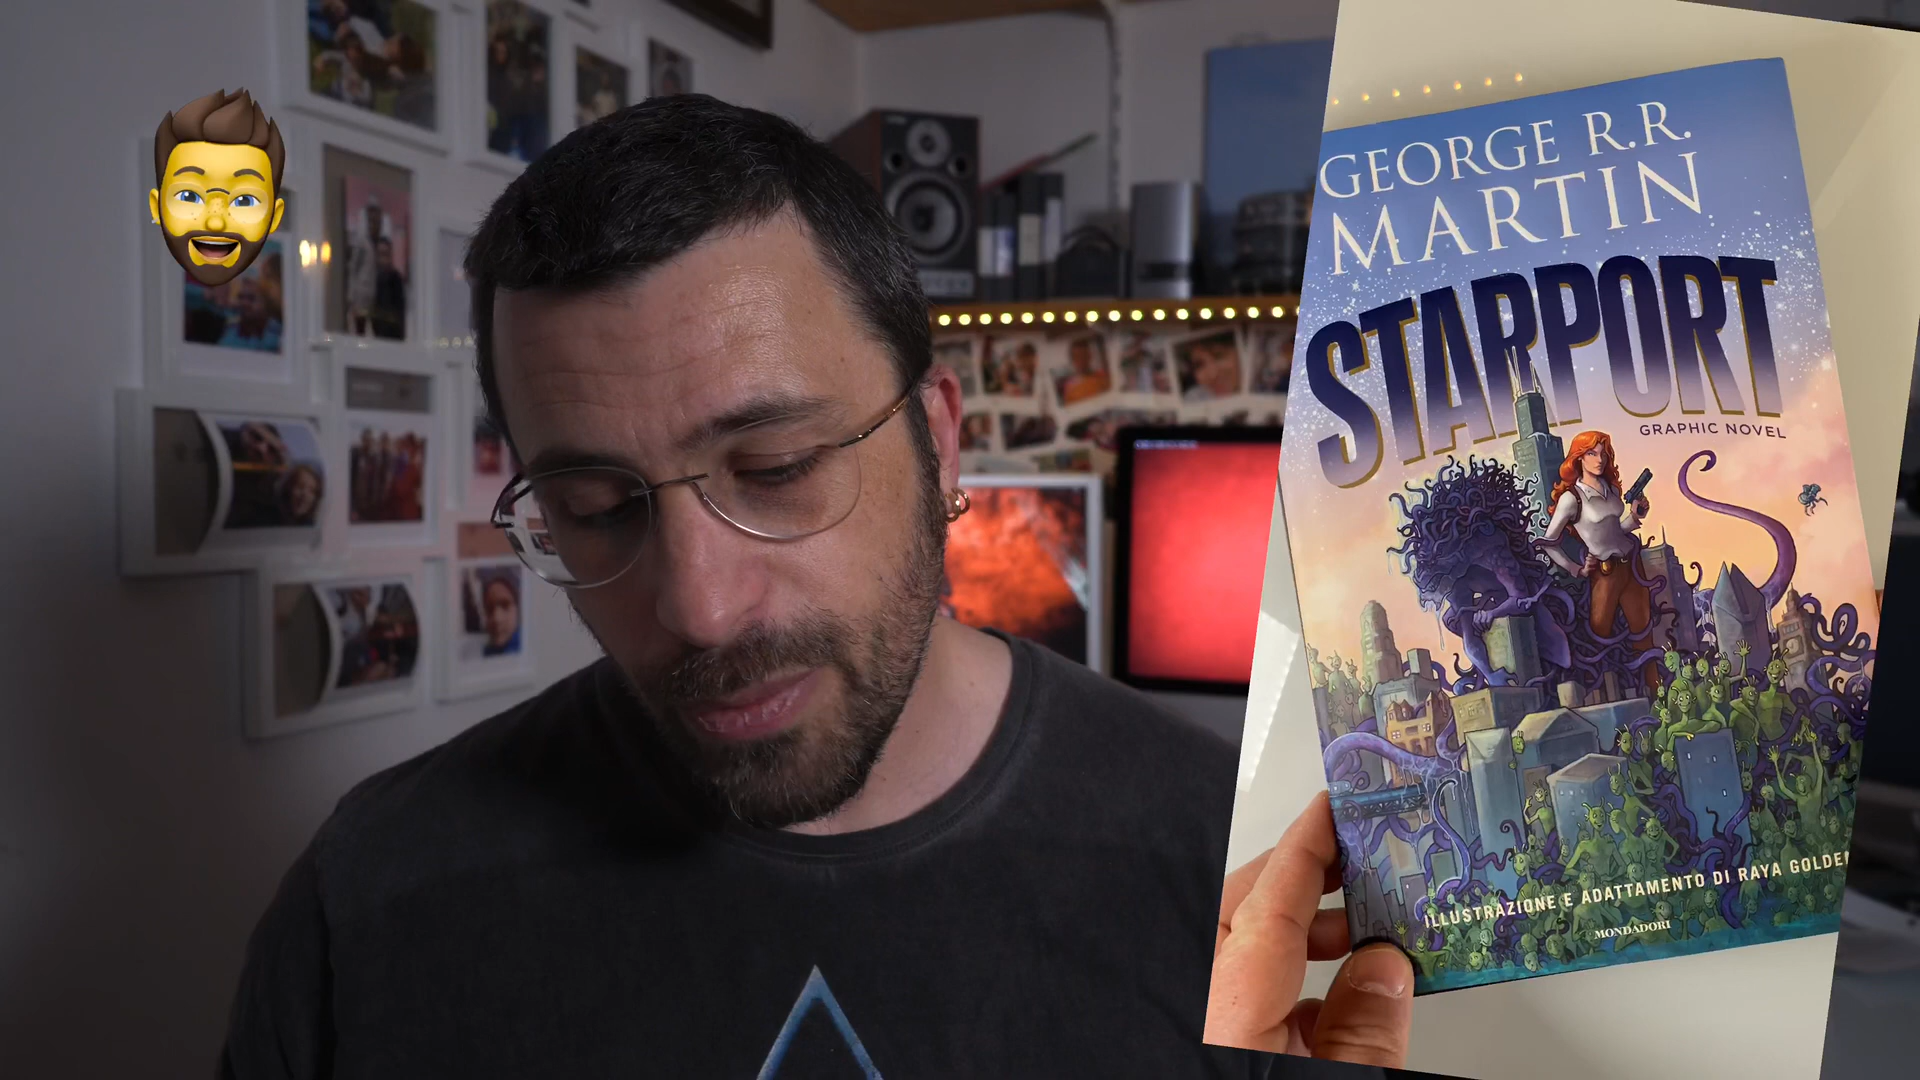 GEORGE R.R.
MARTIN
STARPORT
GRAPHIC NOVEL
ILLUSTRAZIONE E ADATTAMENTO DI RAYA GOLDEN
MONDADORI